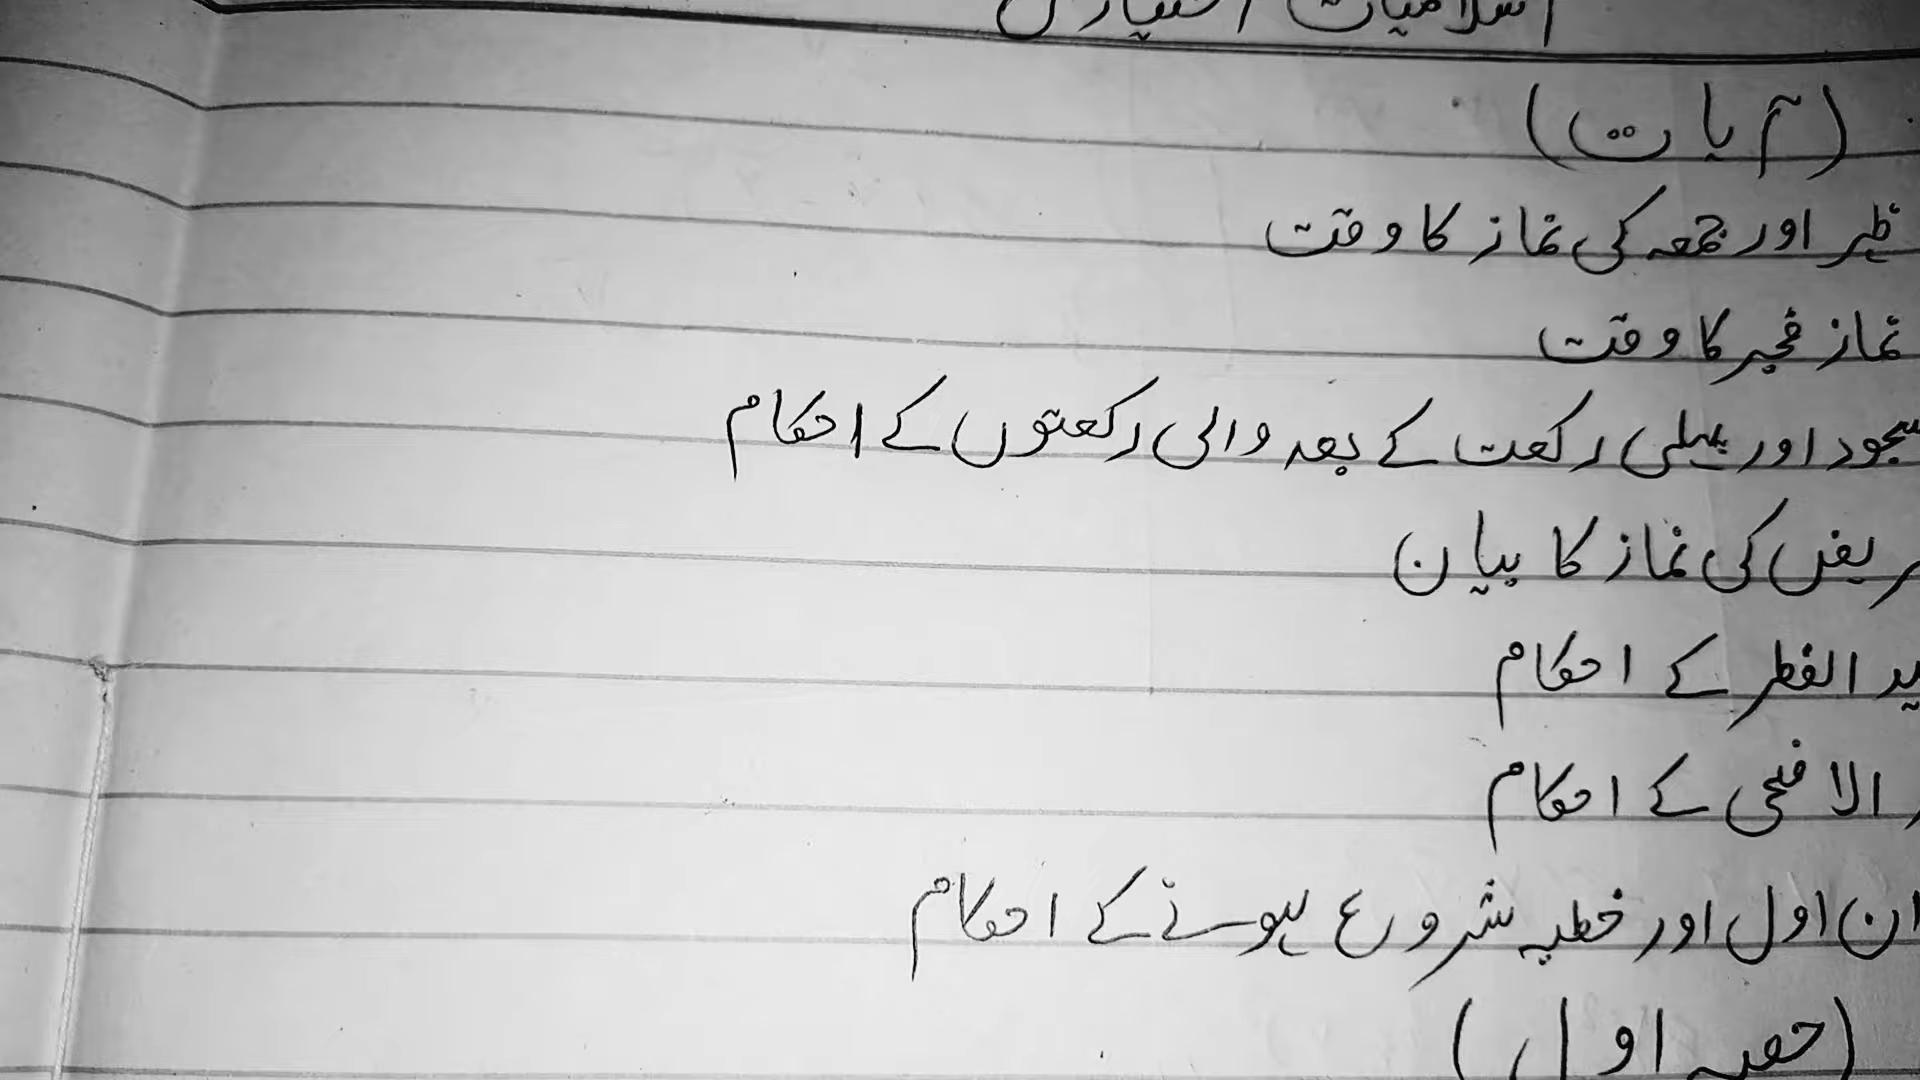 اسلامیات اختیاری
(آیات)
ظہر اور جمعہ کی نماز کا وقت
نماز فجر کا وقت
سجود اور پہلی رکعت کے بعد والی رکعتوں کے احکام
ریض کی نماز کا بیان
ید الفطر کے احکام
الاضحی کے احکام
ان اول اور خطبہ شروع ہونے کے احکام
(حصہ اول)